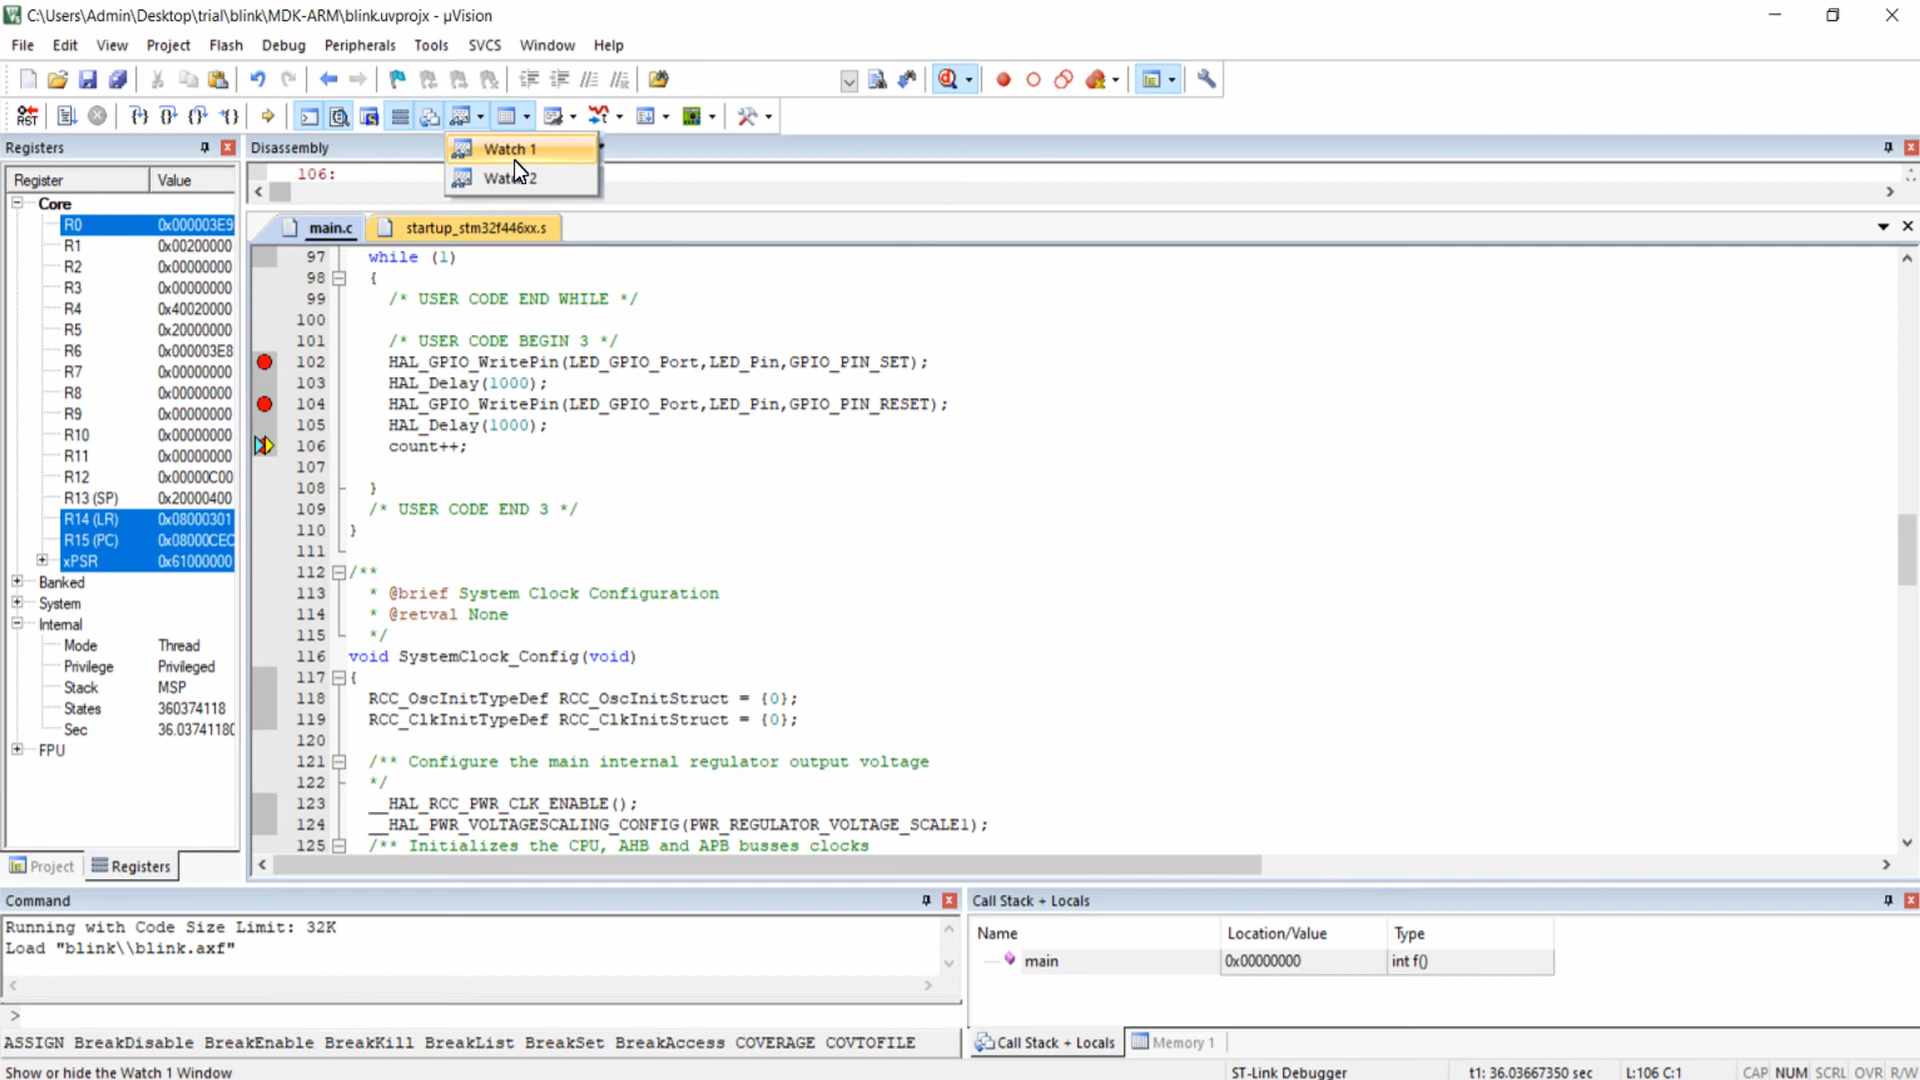 C:\Users\Admin\Desktop\trial\blink\MDK-ARM\blink.uvprojx - µVision
File Edit View Project Flash Debug Peripherals Tools SVCS Window Help
RST
Registers
Register Value
Core
R0 0x000003E9
R1 0x00200000
R2 0x00000000
R3 0x00000000
R4 0x40020000
R5 0x20000000
R6 0x000003E8
R7 0x00000000
R8 0x00000000
R9 0x00000000
R10 0x00000000
R11 0x00000000
R12 0x00000C00
R13 (SP) 0x20000400
R14 (LR) 0x08000301
R15 (PC) 0x08000CEC
xPSR 0x61000000
Banked
System
Internal
Mode Thread
Privilege Privileged
Stack MSP
States 360374118
Sec 36.03741180
FPU
Project Registers
Disassembly
106:
Watch 1
Watch 2
main.c startup_stm32f446xx.s
97 while (1)
98 {
99 /* USER CODE END WHILE */
100
101 /* USER CODE BEGIN 3 */
102 HAL_GPIO_WritePin(LED_GPIO_Port,LED_Pin,GPIO_PIN_SET);
103 HAL_Delay(1000);
104 HAL_GPIO_WritePin(LED_GPIO_Port,LED_Pin,GPIO_PIN_RESET);
105 HAL_Delay(1000);
106 count++;
107
108 }
109 /* USER CODE END 3 */
110 }
111
112 /**
113 * @brief System Clock Configuration
114 * @retval None
115 */
116 void SystemClock_Config(void)
117 {
118 RCC_OscInitTypeDef RCC_OscInitStruct = {0};
119 RCC_ClkInitTypeDef RCC_ClkInitStruct = {0};
120
121 /** Configure the main internal regulator output voltage
122 */
123 __HAL_RCC_PWR_CLK_ENABLE();
124 __HAL_PWR_VOLTAGESCALING_CONFIG(PWR_REGULATOR_VOLTAGE_SCALE1);
125 /** Initializes the CPU, AHB and APB busses clocks
Command
Running with Code Size Limit: 32K
Load "blink\\blink.axf"
>
ASSIGN BreakDisable BreakEnable BreakKill BreakList BreakSet BreakAccess COVERAGE COVTOFILE
Call Stack + Locals
Name Location/Value Type
main 0x00000000 int f()
Call Stack + Locals Memory 1
Show or hide the Watch 1 Window ST-Link Debugger t1: 36.03667350 sec L:106 C:1 CAP NUM SCRL OVR R/W